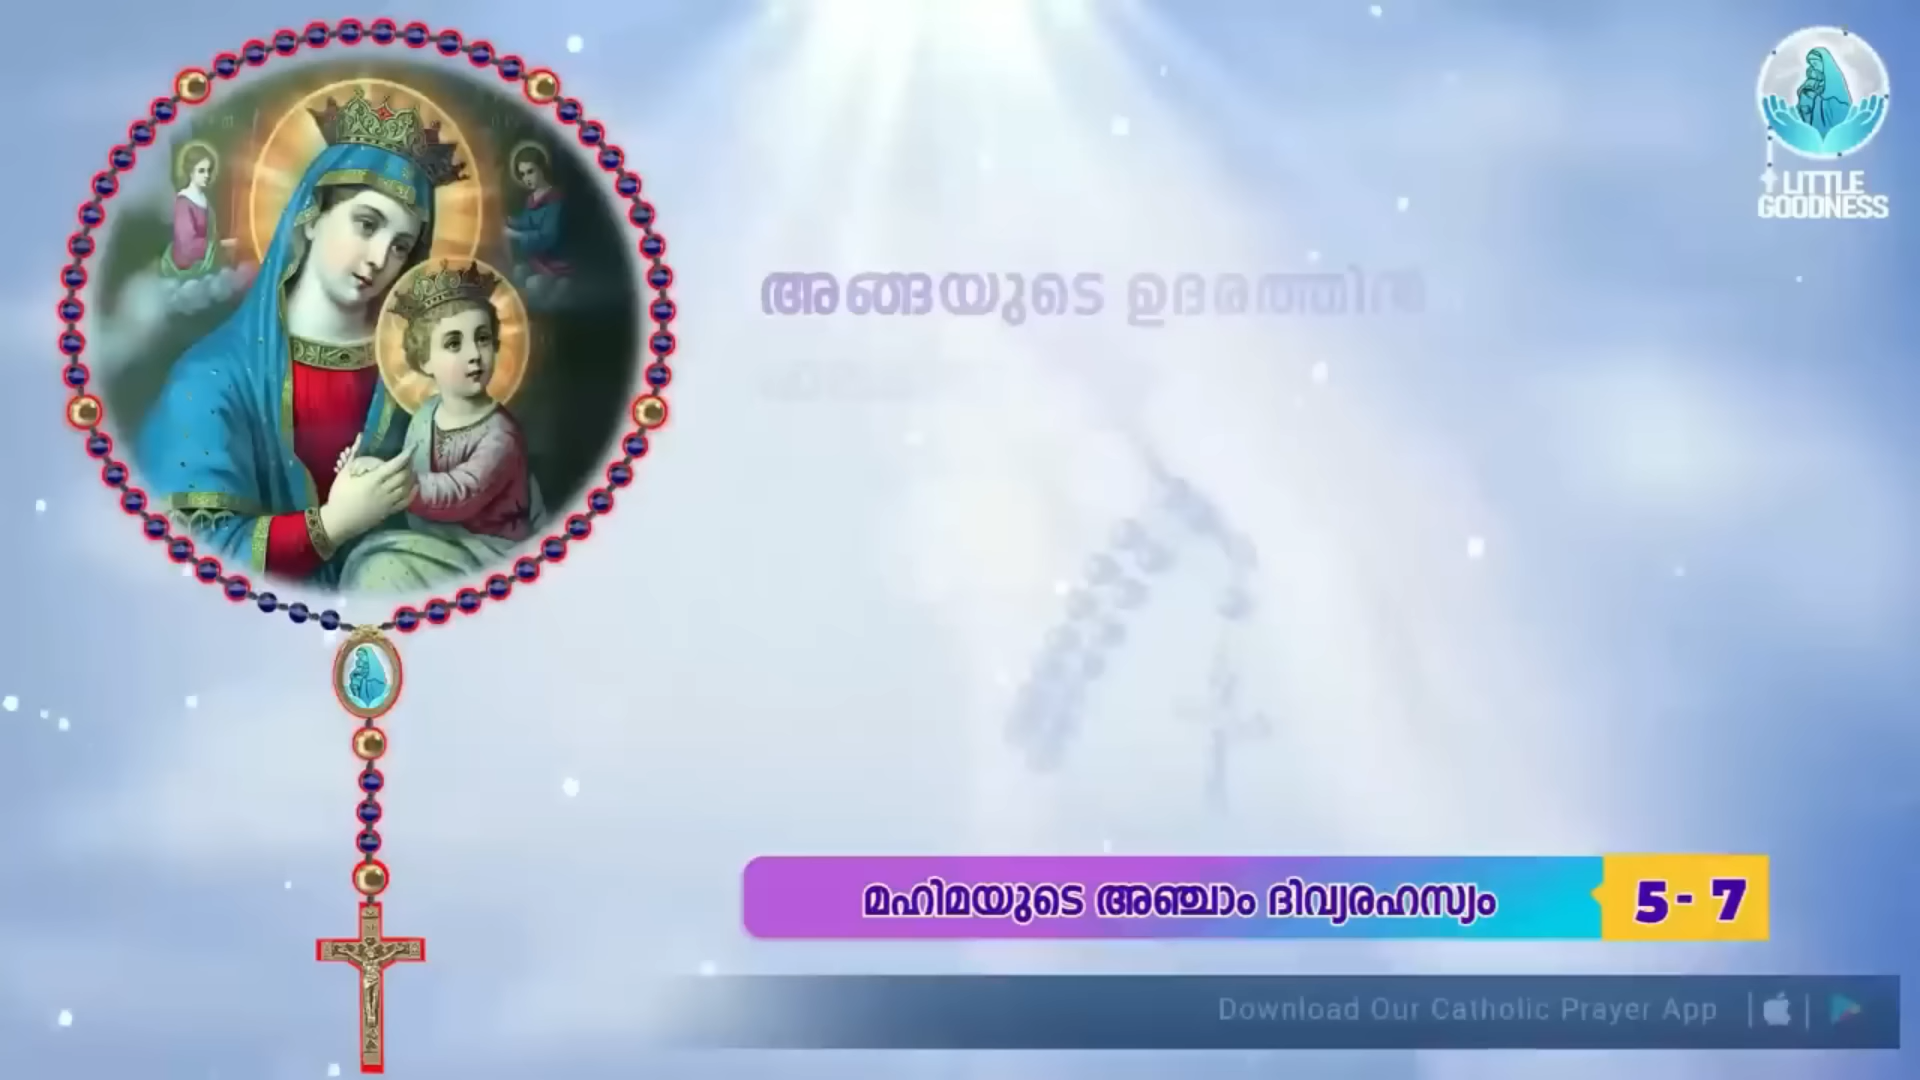 LITTLE
GOODNESS
അങ്ങയുടെ ഉദരത്തിൻ
മഹിമയുടെ അഞ്ചാം ദിവ്യരഹസ്യം
5 - 7
Download Our Catholic Prayer App